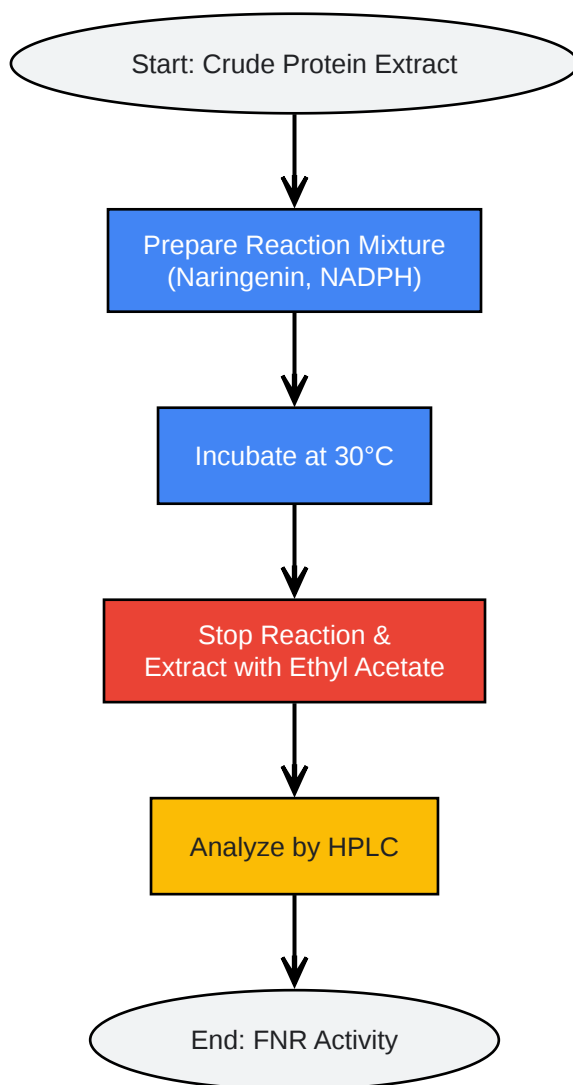 Start: Crude Protein Extract
Prepare Reaction Mixture
(Naringenin, NADPH)
Incubate at 30°C
Stop Reaction &
Extract with Ethyl Acetate
Analyze by HPLC
End: FNR Activity